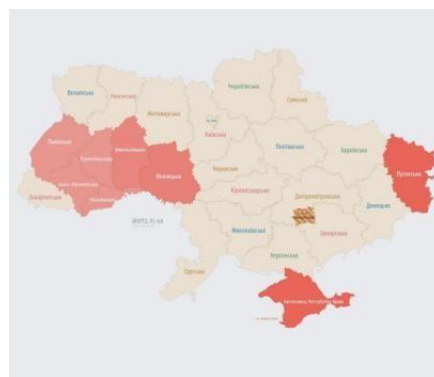 Волинська
Рівненська
Чернігівська
Сумська
Житомирська
Київська
Львівська
Тернопільська
Хмельницька
Полтавська
Харківська
Луганська
Вінницька
Черкаська
Івано-Франківська
Закарпатська
Чернівецька
Кіровоградська
Дніпропетровська
Донецька
alerts.in.ua
Миколаївська
Запорізька
Одеська
Херсонська
Автономна Республіка Крим